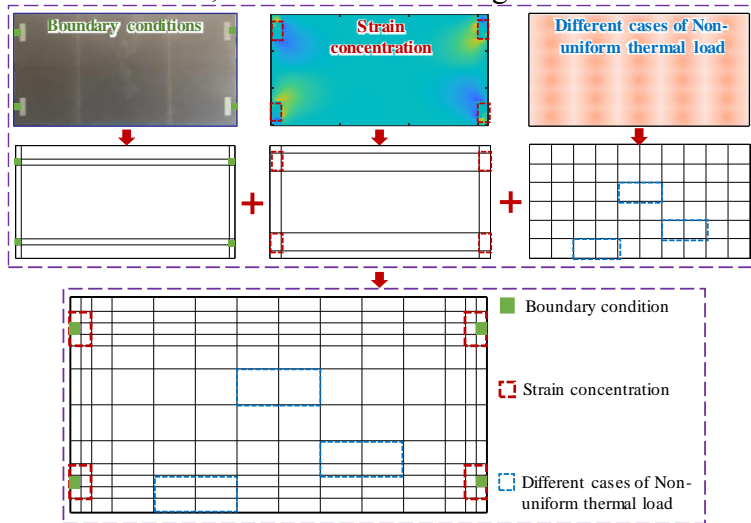 Boundary conditions
Strain
concentration
Different cases of Non-
uniform thermal load
+
+
Boundary condition
Strain concentration
Different cases of Non-
uniform thermal load